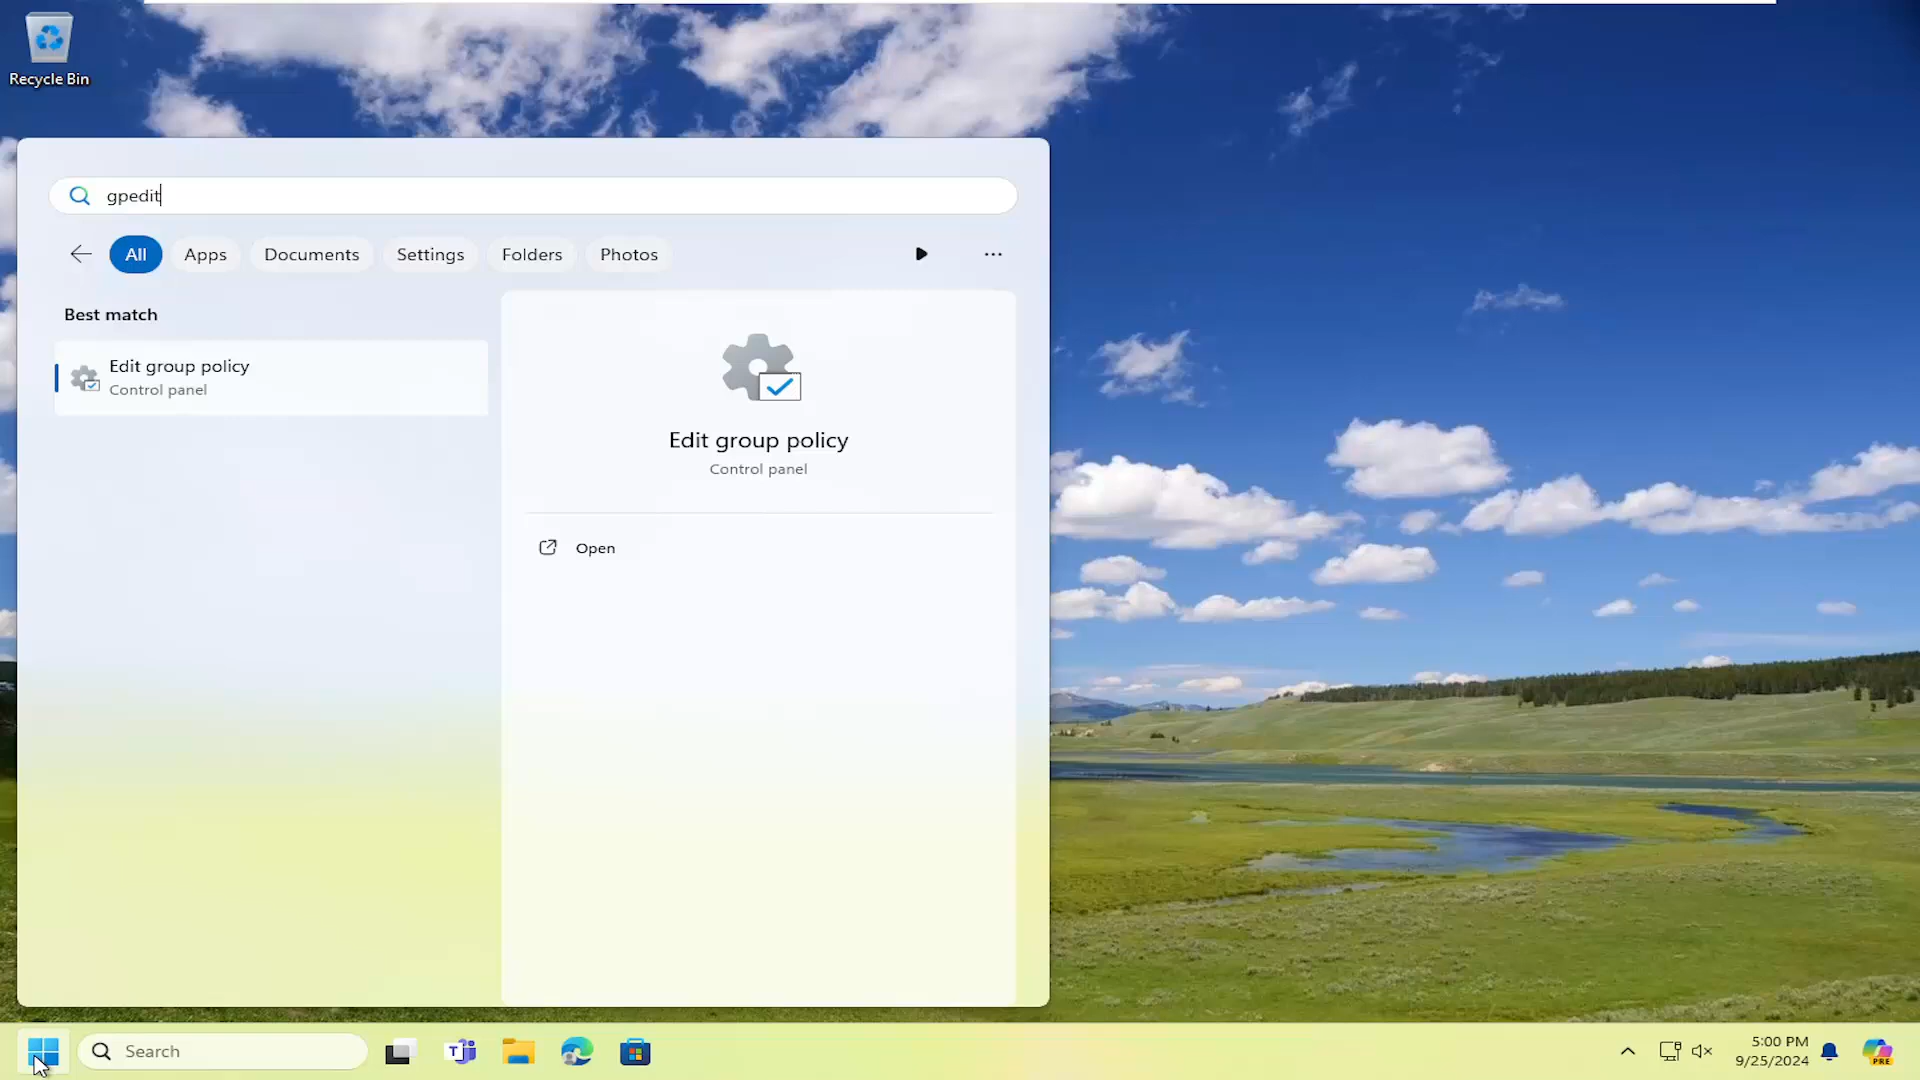 Recycle Bin
gpedit
All Apps Documents Settings Folders Photos
Best match
Edit group policy
Control panel
Edit group policy
Control panel
Open
Search
T
5:00 PM
9/25/2024
PRE